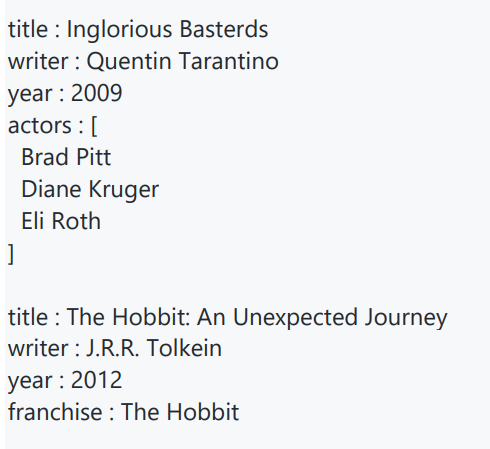 title : Inglorious Basterds
writer : Quentin Tarantino
year : 2009
actors : [
  Brad Pitt
  Diane Kruger
  Eli Roth
]

title : The Hobbit: An Unexpected Journey
writer : J.R.R. Tolkein
year : 2012
franchise : The Hobbit